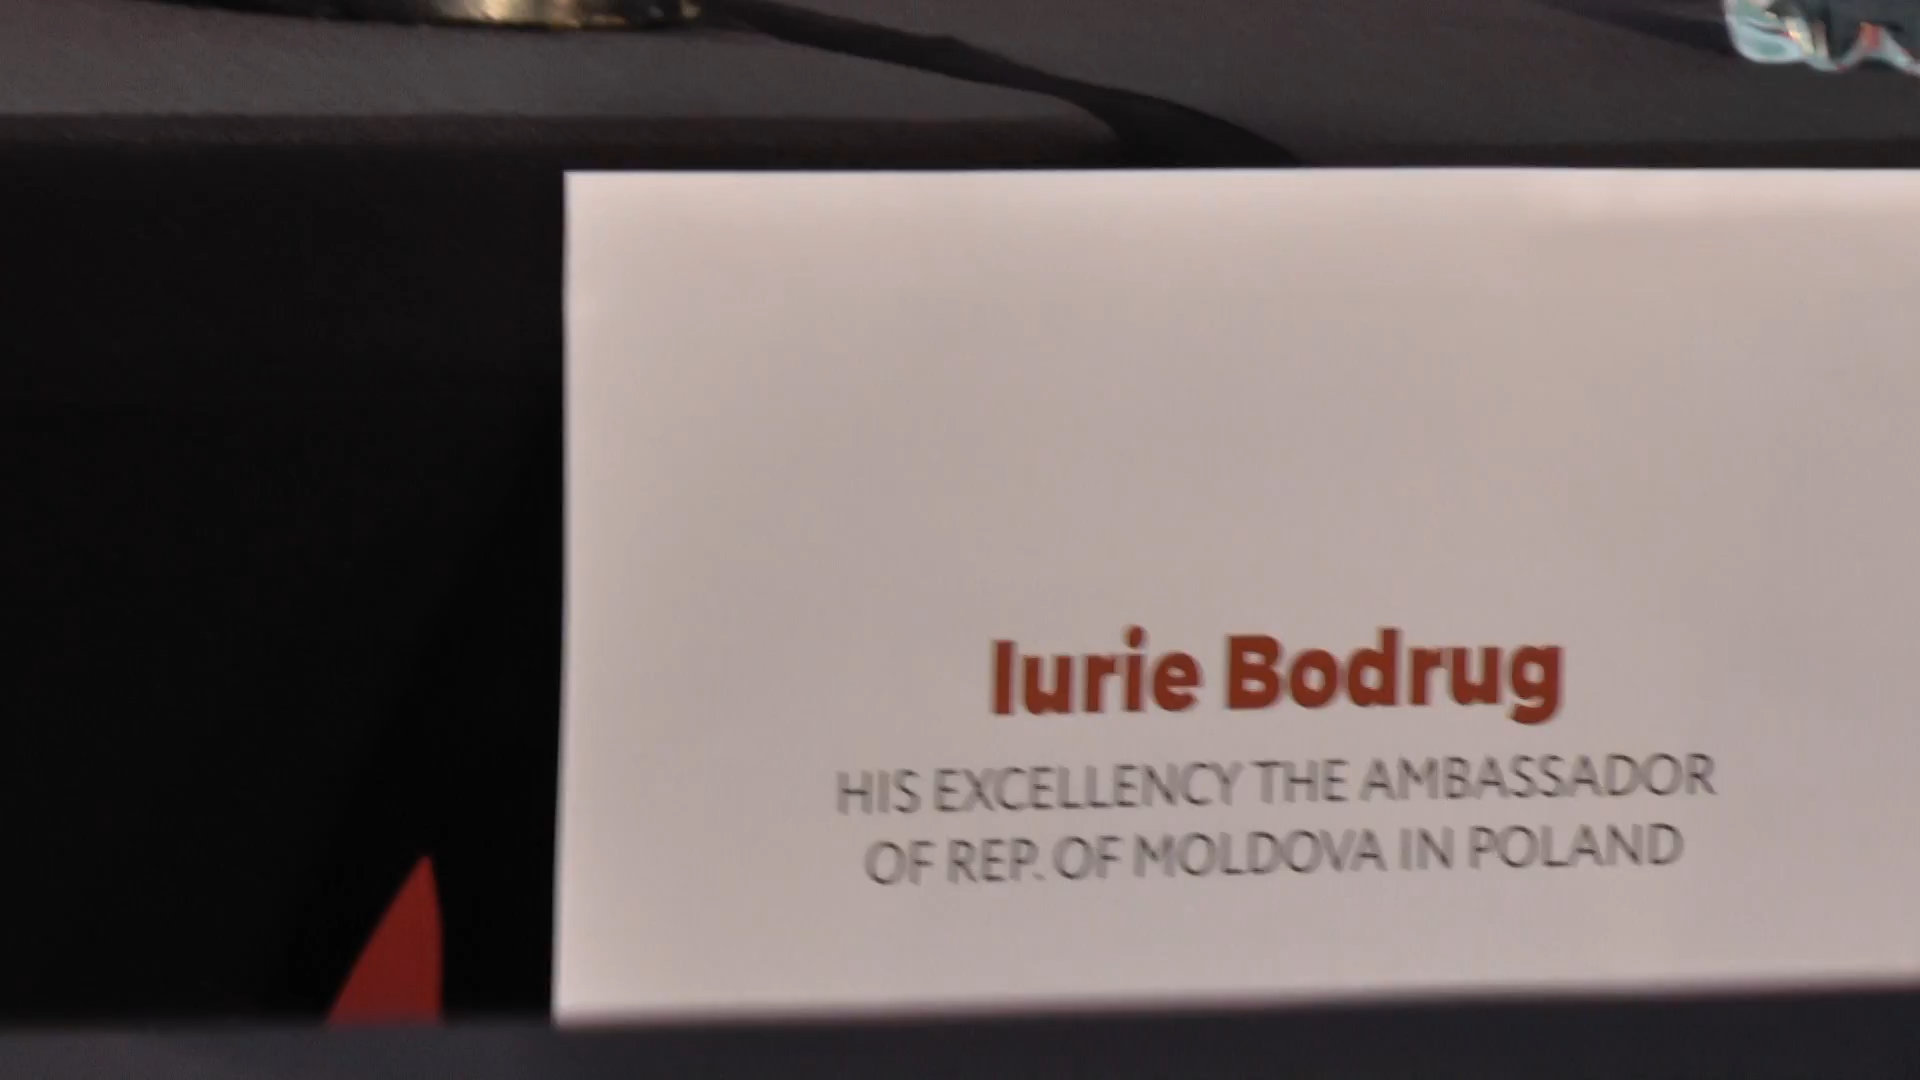 Iurie Bodrug
HIS EXCELLENCY THE AMBASSADOR
OF REP. OF MOLDOVA IN POLAND